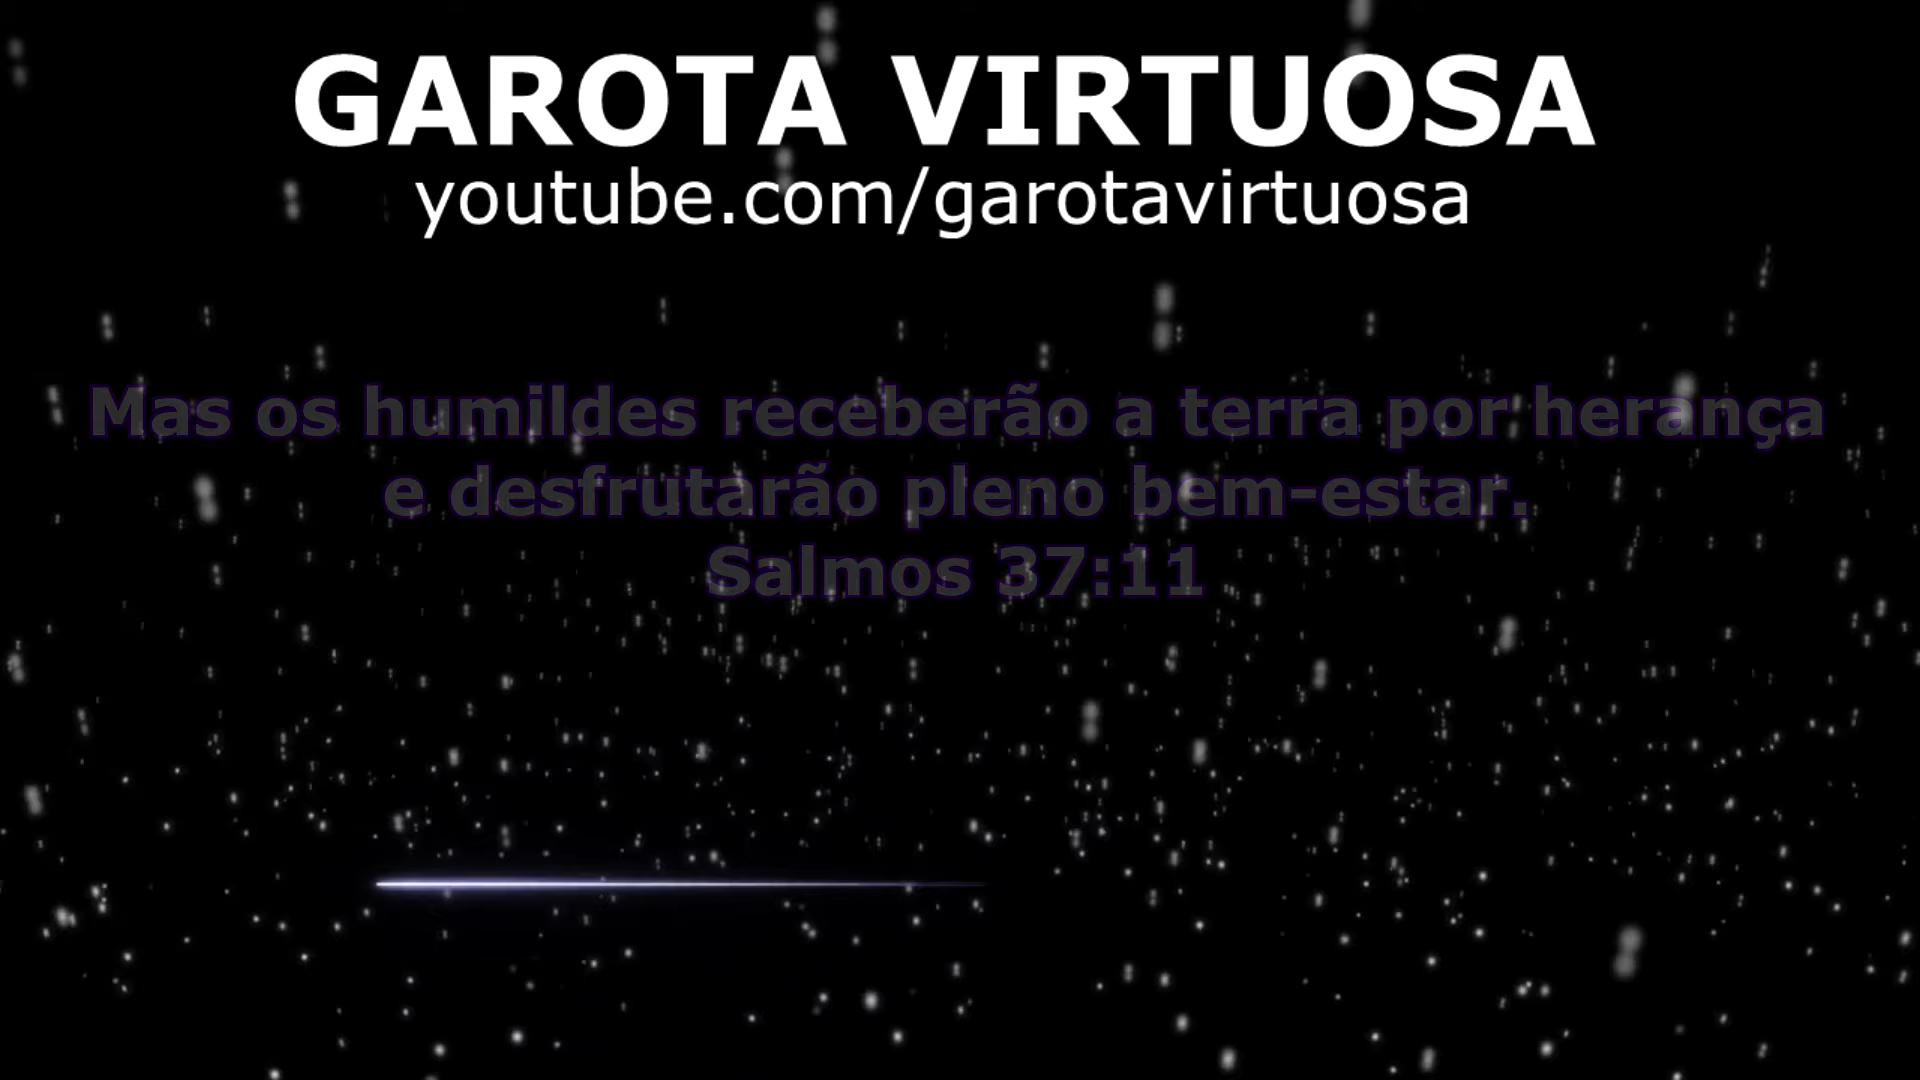 GAROTA VIRTUOSA
youtube.com/garotavirtuosa
Mas os humildes receberão a terra por herança
e desfrutarão pleno bem-estar.
Salmos 37:11